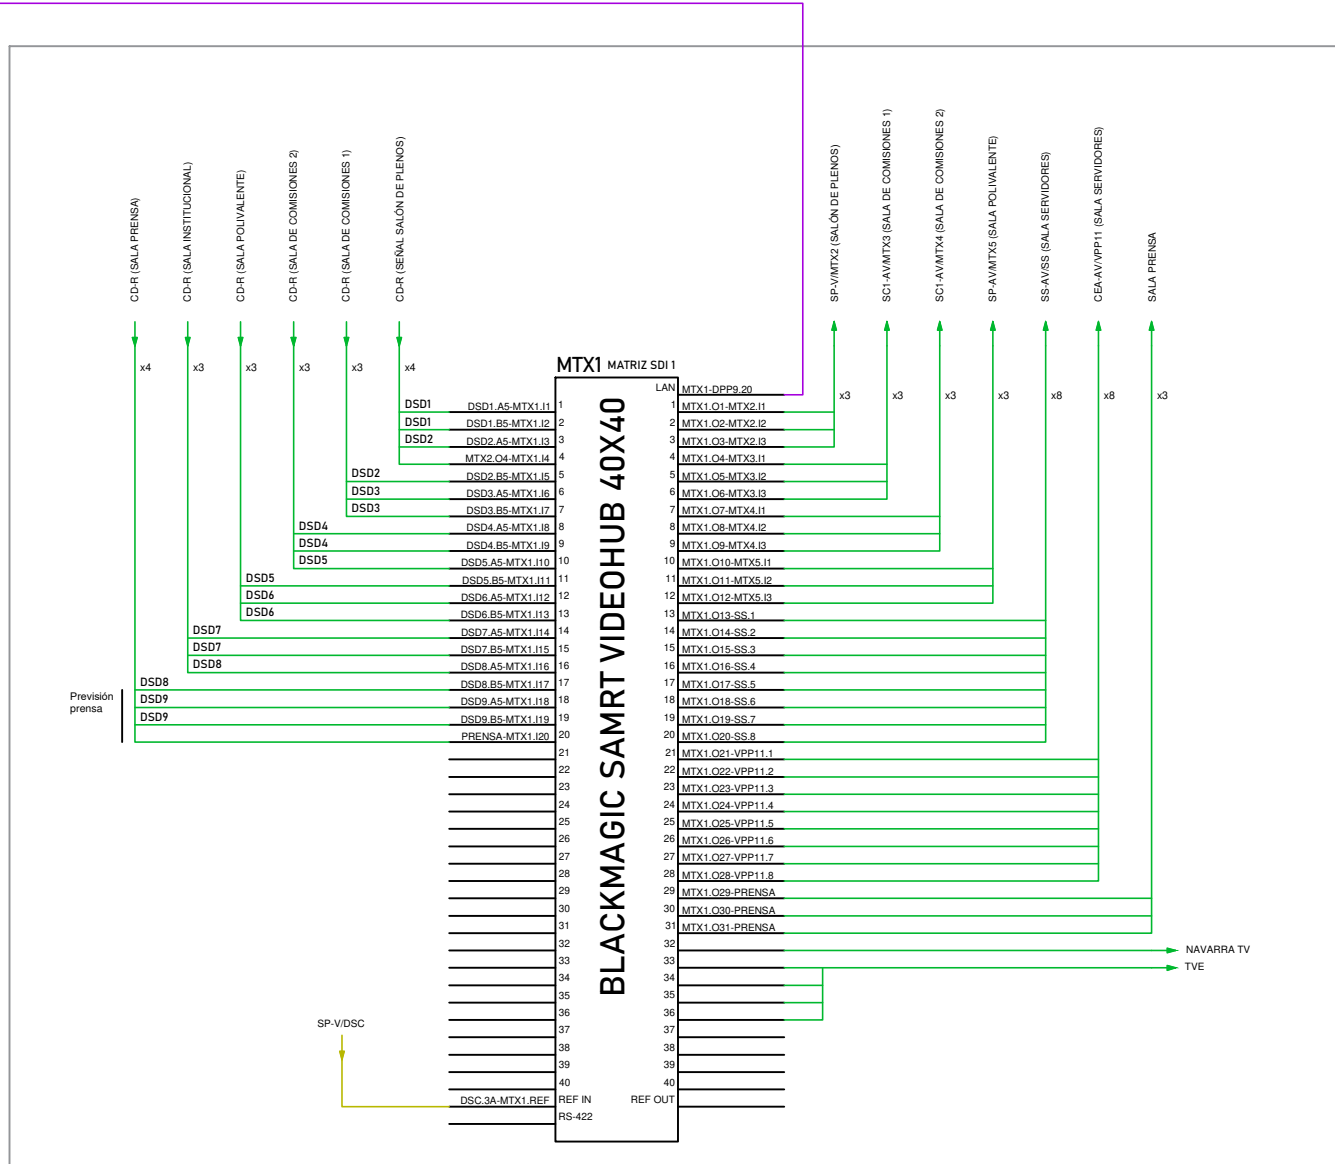 CD-R (SALA PRENSA)
CD-R (SALA INSTITUCIONAL)
CD-R (SALA POLIVALENTE)
CD-R (SALA DE COMISIONES 2)
CD-R (SALA DE COMISIONES 1)
CD-R (SEÑAL SALÓN DE PLENOS)
SP-V/MTX2 (SALÓN DE PLENOS)
SC1-AV/MTX3 (SALA DE COMISIONES 1)
SC1-AV/MTX4 (SALA DE COMISIONES 2)
SP-AV/MTX5 (SALA POLIVALENTE)
SS-AV/SS (SALA SERVIDORES)
CEA-AV/VPP11 (SALA SERVIDORES)
SALA PRENSA
x4 x3 x3 x3 x3 x4
x3 x3 x3 x3 x8 x8 x3
MTX1 MATRIZ SDI 1
BLACKMAGIC SAMRT VIDEOHUB 40X40
LAN MTX1-DPP9.20
DSD1 DSD1.A5-MTX1.I1 1 1 MTX1.O1-MTX2.I1
DSD1 DSD1.B5-MTX1.I2 2 2 MTX1.O2-MTX2.I2
DSD2 DSD2.A5-MTX1.I3 3 3 MTX1.O3-MTX2.I3
MTX2.O4-MTX1.I4 4 4 MTX1.O4-MTX3.I1
DSD2 DSD2.B5-MTX1.I5 5 5 MTX1.O5-MTX3.I2
DSD3 DSD3.A5-MTX1.I6 6 6 MTX1.O6-MTX3.I3
DSD3 DSD3.B5-MTX1.I7 7 7 MTX1.O7-MTX4.I1
DSD4 DSD4.A5-MTX1.I8 8 8 MTX1.O8-MTX4.I2
DSD4 DSD4.B5-MTX1.I9 9 9 MTX1.O9-MTX4.I3
DSD5 DSD5.A5-MTX1.I10 10 10 MTX1.O10-MTX5.I1
DSD5 DSD5.B5-MTX1.I11 11 11 MTX1.O11-MTX5.I2
DSD6 DSD6.A5-MTX1.I12 12 12 MTX1.O12-MTX5.I3
DSD6 DSD6.B5-MTX1.I13 13 13 MTX1.O13-SS.1
DSD7 DSD7.A5-MTX1.I14 14 14 MTX1.O14-SS.2
DSD7 DSD7.B5-MTX1.I15 15 15 MTX1.O15-SS.3
DSD8 DSD8.A5-MTX1.I16 16 16 MTX1.O16-SS.4
DSD8 DSD8.B5-MTX1.I17 17 17 MTX1.O17-SS.5
DSD9 DSD9.A5-MTX1.I18 18 18 MTX1.O18-SS.6
DSD9 DSD9.B5-MTX1.I19 19 19 MTX1.O19-SS.7
PRENSA-MTX1.I20 20 20 MTX1.O20-SS.8
Previsión
prensa
21 21 MTX1.O21-VPP11.1
22 22 MTX1.O22-VPP11.2
23 23 MTX1.O23-VPP11.3
24 24 MTX1.O24-VPP11.4
25 25 MTX1.O25-VPP11.5
26 26 MTX1.O26-VPP11.6
27 27 MTX1.O27-VPP11.7
28 28 MTX1.O28-VPP11.8
29 29 MTX1.O29-PRENSA
30 30 MTX1.O30-PRENSA
31 31 MTX1.O31-PRENSA
32 32 NAVARRA TV
33 33 TVE
34 34
35 35
36 36
37 37
38 38
39 39
40 40
SP-V/DSC
DSC.3A-MTX1.REF REF IN REF OUT
RS-422